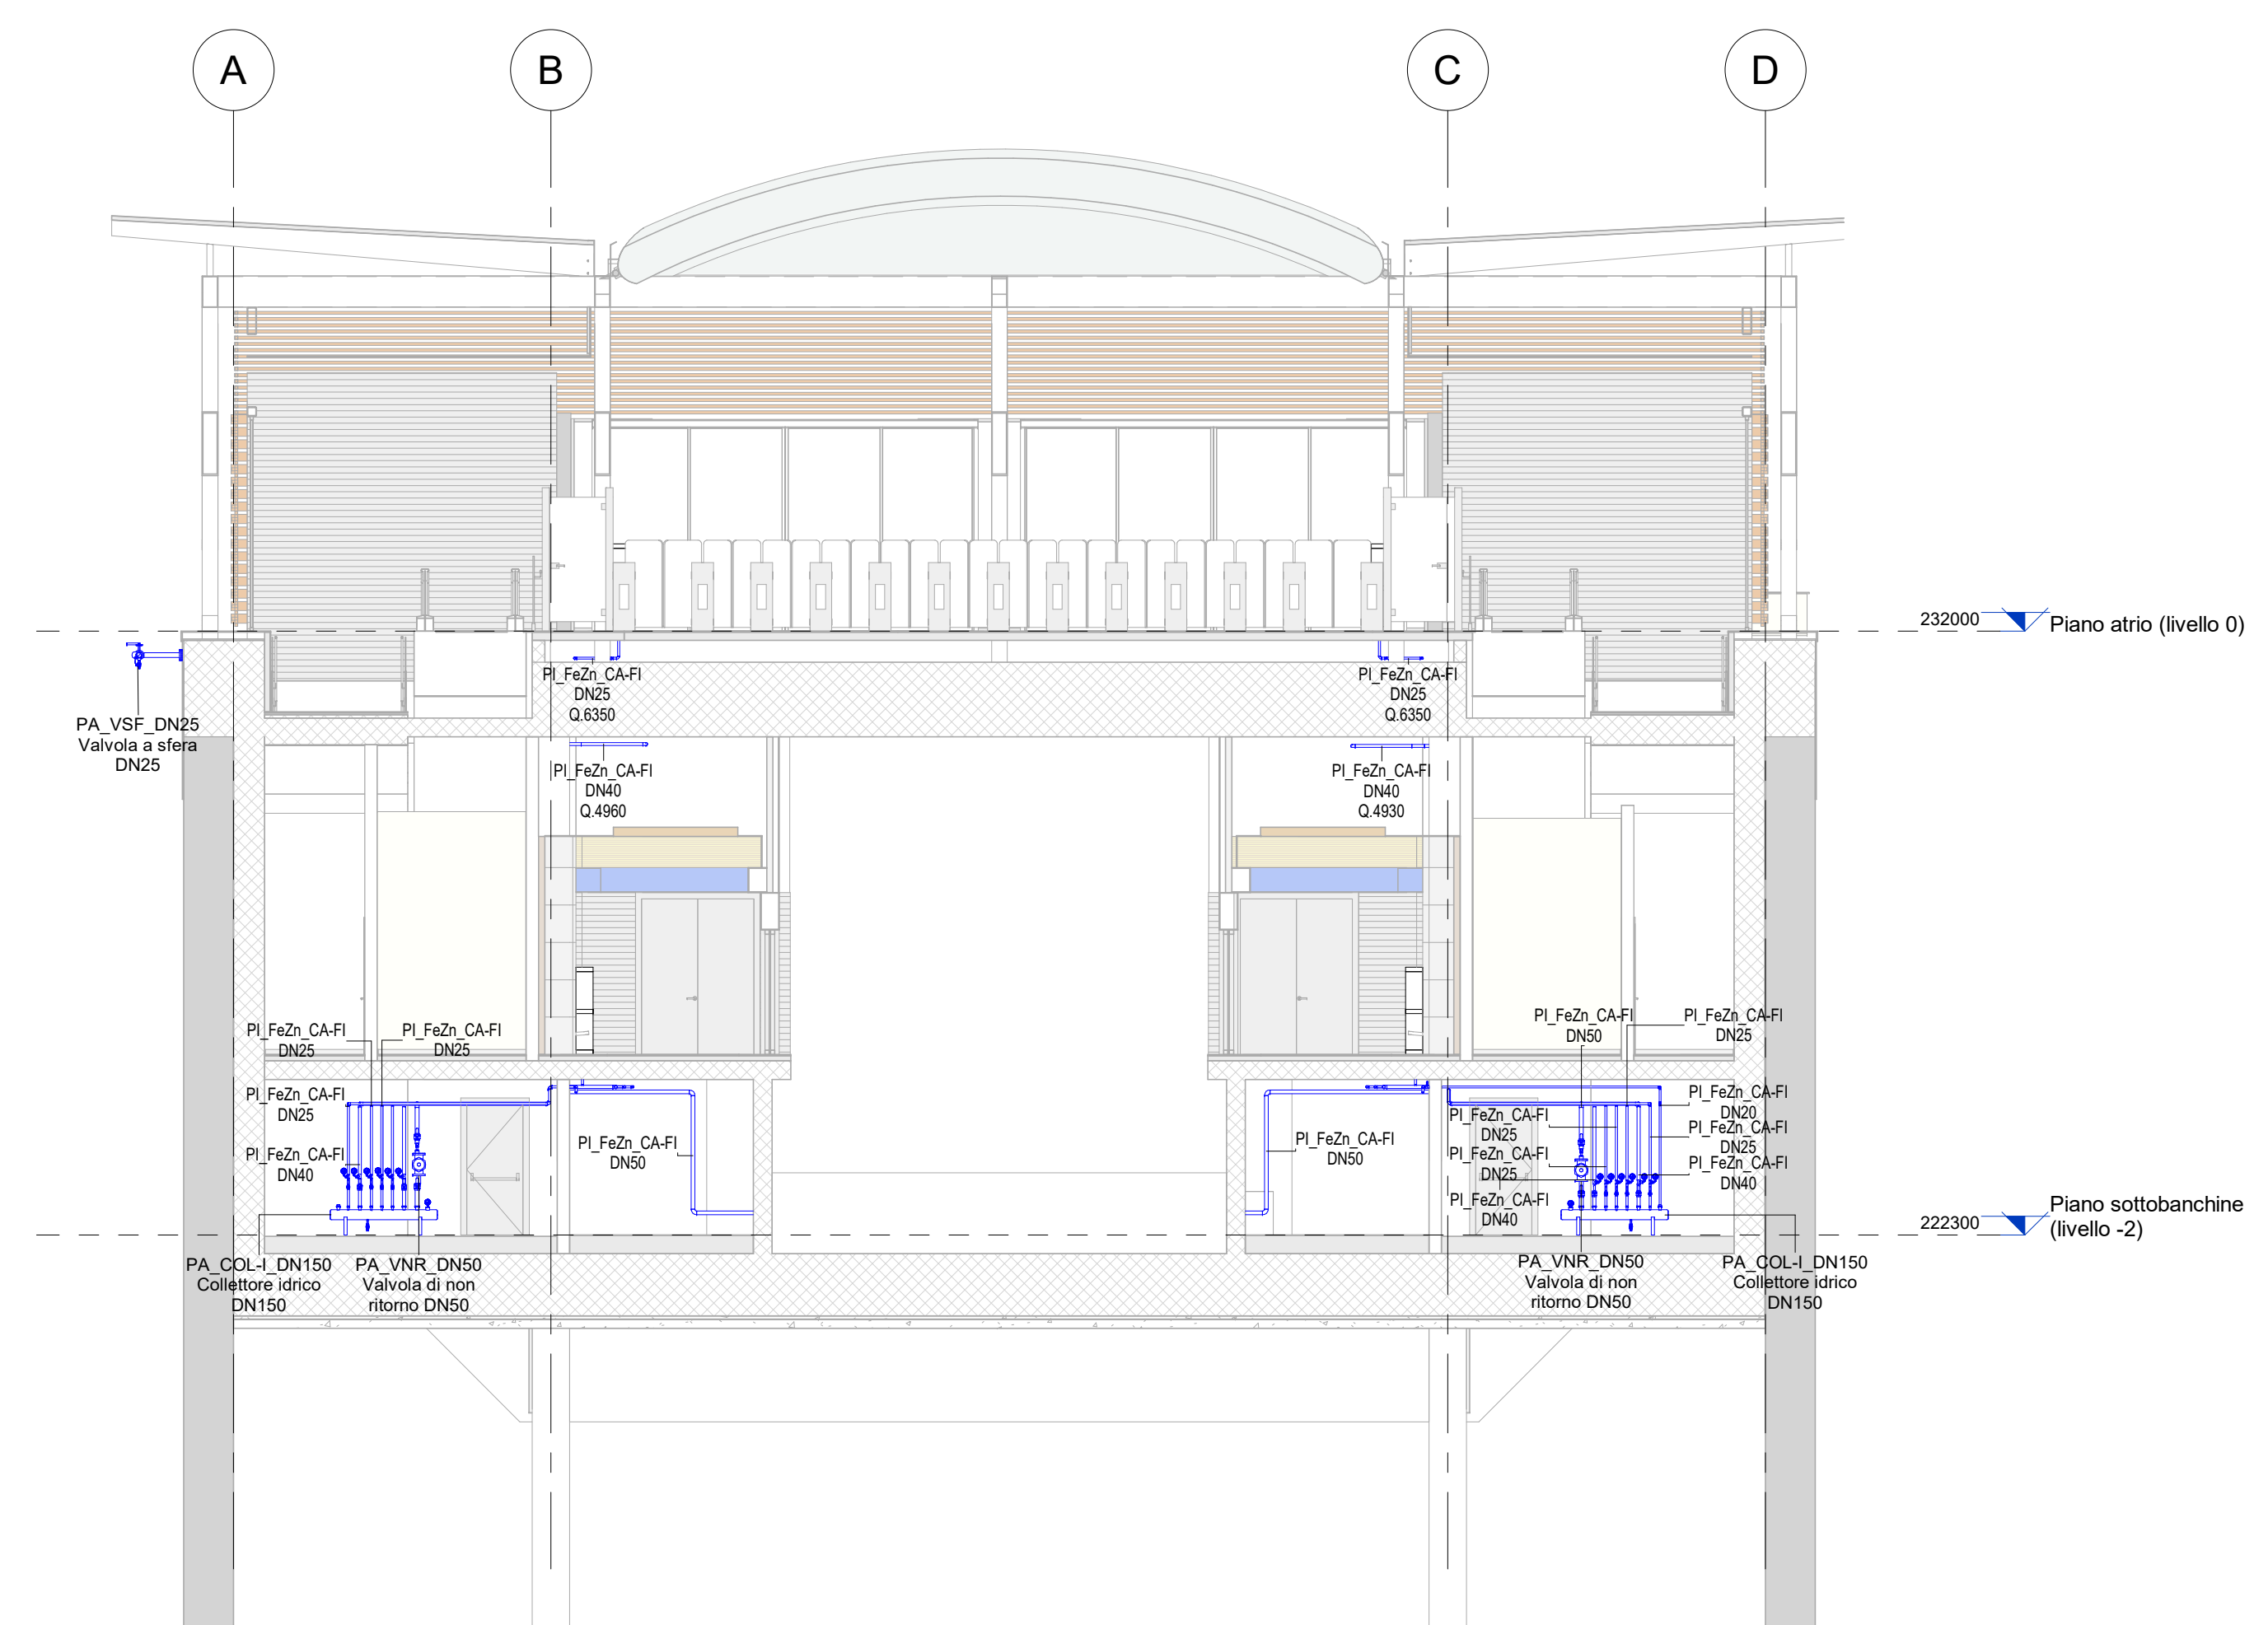 A
B
C
D
232000
Piano atrio (livello 0)
PA_VSF_DN25
Valvola a sfera
DN25
PI_FeZn_CA-FI
DN25
Q.6350
PI_FeZn_CA-FI
DN25
Q.6350
PI_FeZn_CA-FI
DN40
Q.4960
PI_FeZn_CA-FI
DN40
Q.4930
PI_FeZn_CA-FI
DN25
PI_FeZn_CA-FI
DN25
PI_FeZn_CA-FI
DN50
PI_FeZn_CA-FI
DN25
PI_FeZn_CA-FI
DN25
PI_FeZn_CA-FI
DN40
PI_FeZn_CA-FI
DN50
PI_FeZn_CA-FI
DN50
PI_FeZn_CA-FI
DN25
PI_FeZn_CA-FI
DN25
PI_FeZn_CA-FI
DN40
PI_FeZn_CA-FI
DN20
PI_FeZn_CA-FI
DN25
PI_FeZn_CA-FI
DN40
222300
Piano sottobanchine
(livello -2)
PA_COL-I_DN150
Collettore idrico
DN150
PA_VNR_DN50
Valvola di non
ritorno DN50
PA_VNR_DN50
Valvola di non
ritorno DN50
PA_COL-I_DN150
Collettore idrico
DN150